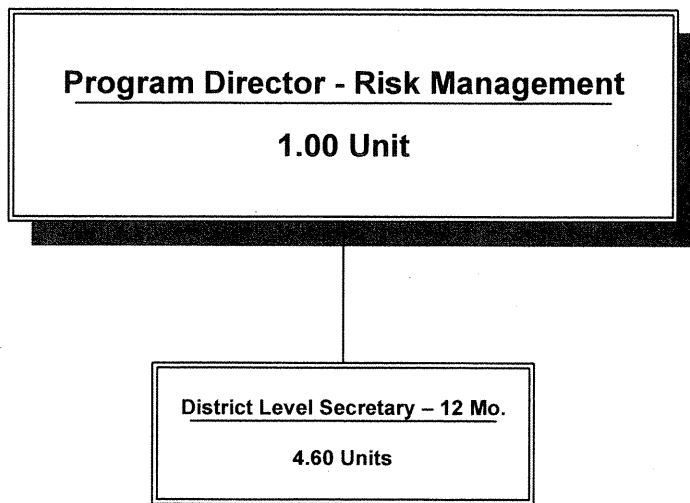 Program Director - Risk Management
1.00 Unit
District Level Secretary – 12 Mo.
4.60 Units